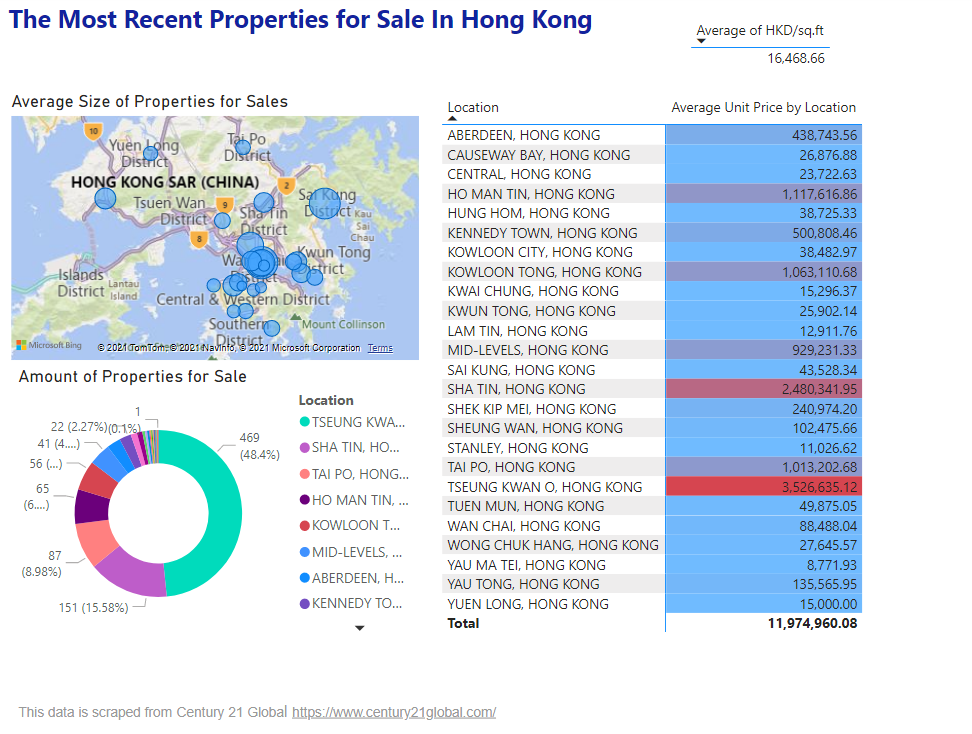 The Most Recent Properties for Sale In Hong Kong
Average of HKD/sq.ft
16,468.66
Average Size of Properties for Sales
10
Yuen Long
District
Tai Po
District
HONG KONG SAR (CHINA)
2
Tsuen Wan
District
9
Sha Tin
District
Sai Kung
District
Kau
Sai
Chau
8
Kwun Tong
District
Islands
District
Lantau
Island
Central & Western District
Southern
District
Mount Collinson
Microsoft Bing
© 2021 TomTom, © 2021 NavInfo, © 2021 Microsoft Corporation Terms
Location Average Unit Price by Location
ABERDEEN, HONG KONG 438,743.56
CAUSEWAY BAY, HONG KONG 26,876.88
CENTRAL, HONG KONG 23,722.63
HO MAN TIN, HONG KONG 1,117,616.86
HUNG HOM, HONG KONG 38,725.33
KENNEDY TOWN, HONG KONG 500,808.46
KOWLOON CITY, HONG KONG 38,482.97
KOWLOON TONG, HONG KONG 1,063,110.68
KWAI CHUNG, HONG KONG 15,296.37
KWUN TONG, HONG KONG 25,902.14
LAM TIN, HONG KONG 12,911.76
MID-LEVELS, HONG KONG 929,231.33
SAI KUNG, HONG KONG 43,528.34
SHA TIN, HONG KONG 2,480,341.95
SHEK KIP MEI, HONG KONG 240,974.20
SHEUNG WAN, HONG KONG 102,475.66
STANLEY, HONG KONG 11,026.62
TAI PO, HONG KONG 1,013,202.68
TSEUNG KWAN O, HONG KONG 3,526,635.12
TUEN MUN, HONG KONG 49,875.05
WAN CHAI, HONG KONG 88,488.04
WONG CHUK HANG, HONG KONG 27,645.57
YAU MA TEI, HONG KONG 8,771.93
YAU TONG, HONG KONG 135,565.95
YUEN LONG, HONG KONG 15,000.00
Total 11,974,960.08
Amount of Properties for Sale
1
(0.1%)
22 (2.27%)
41 (4....)
56 (...)
65
(6....)
87
(8.98%)
151 (15.58%)
469
(48.4%)
Location
TSEUNG KWA...
SHA TIN, HO...
TAI PO, HONG...
HO MAN TIN, ...
KOWLOON T...
MID-LEVELS, ...
ABERDEEN, H...
KENNEDY TO...
This data is scraped from Century 21 Global https://www.century21global.com/